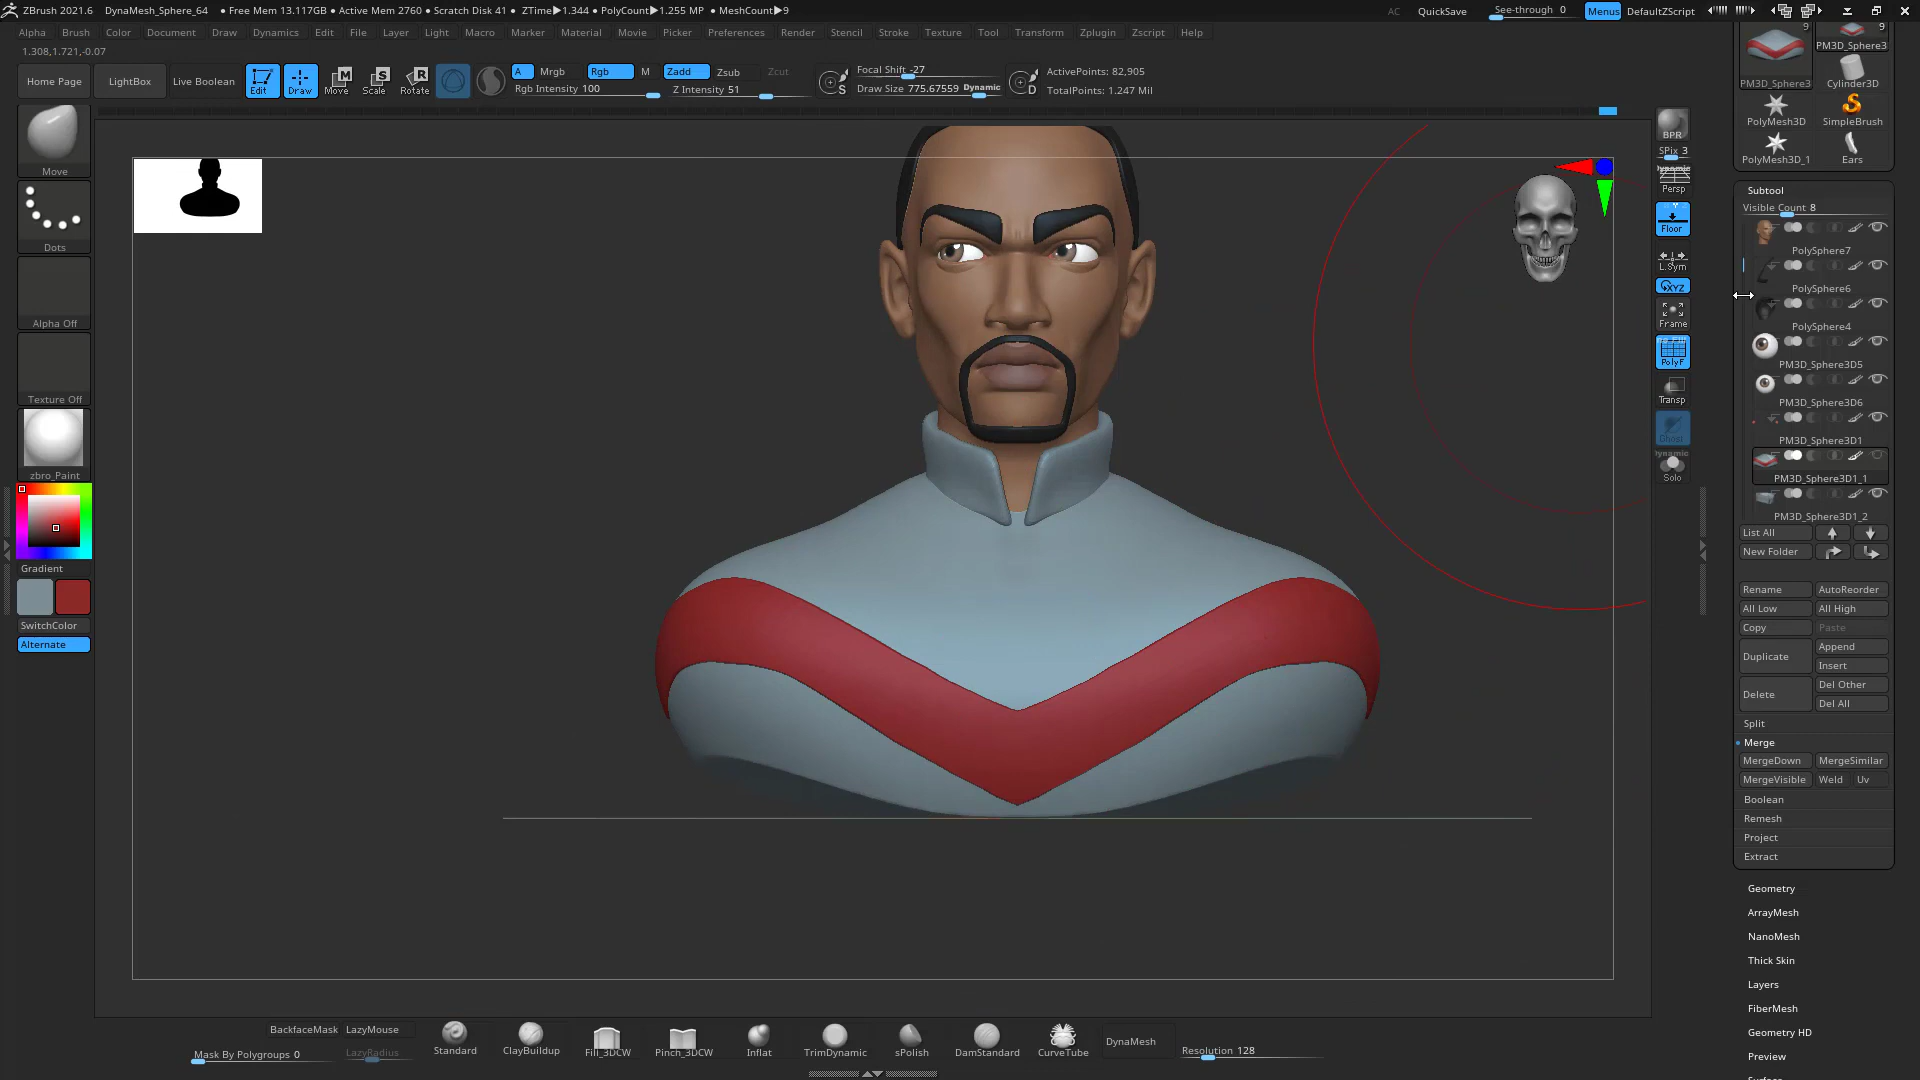 ZBrush 2021.6 DynaMesh_Sphere_64 • Free Mem 13.117GB • Active Mem 2760 • Scratch Disk 41 • ZTime▶1.344 • PolyCount▶1.255 MP • MeshCount▶9 AC QuickSave See-through 0 Menus DefaultZScript
Alpha Brush Color Document Draw Dynamics Edit File Layer Light Macro Marker Material Movie Picker Preferences Render Stencil Stroke Texture Tool Transform Zplugin Zscript Help
1.308,1.721,-0.07
Home Page LightBox Live Boolean Edit Draw Move Scale Rotate
A Mrgb Rgb M Zadd Zsub Zcut
Rgb Intensity 100 Z Intensity 51
S Focal Shift -27
Draw Size 775.67559 Dynamic
D ActivePoints: 82,905
TotalPoints: 1.247 Mil
Move
Dots
Alpha Off
Texture Off
zbro_Paint
Gradient
SwitchColor
Alternate
BPR
SPix 3
Dynamic
Persp
Floor
L.Sym
XYZ
Frame
PolyF
Transp
Ghost
Dynamic
Solo
9 9
PM3D_Sphere3
PM3D_Sphere3 Cylinder3D
PolyMesh3D SimpleBrush
PolyMesh3D_1 Ears
Subtool
Visible Count 8
PolySphere7
PolySphere6
PolySphere4
PM3D_Sphere3D5
PM3D_Sphere3D6
PM3D_Sphere3D1
PM3D_Sphere3D1_1
PM3D_Sphere3D1_2
List All
New Folder
Rename AutoReorder
All Low All High
Copy Paste
Duplicate Append
Insert
Delete Del Other
Del All
Split
Merge
MergeDown MergeSimilar
MergeVisible Weld Uv
Boolean
Remesh
Project
Extract
Geometry
ArrayMesh
NanoMesh
Thick Skin
Layers
FiberMesh
Geometry HD
Preview
BackfaceMask LazyMouse
Mask By Polygroups 0 LazyRadius
Standard ClayBuildup Fill_3DCW Pinch_3DCW Inflat TrimDynamic sPolish DamStandard CurveTube
DynaMesh Resolution 128